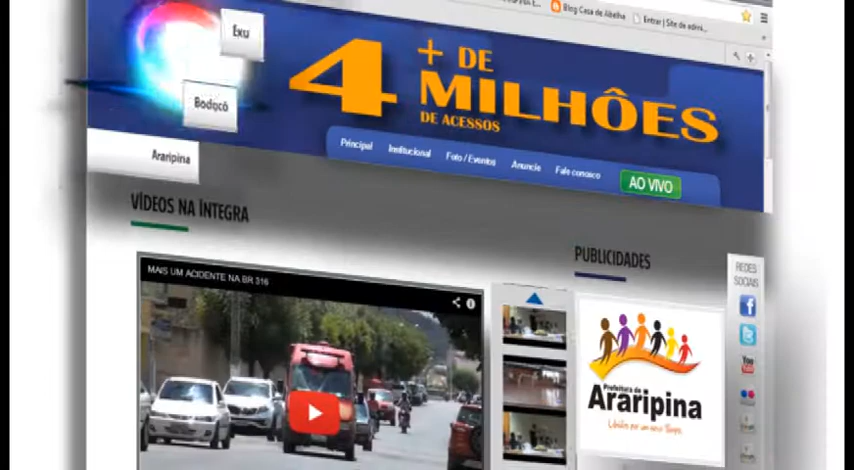 Blog Casa de Abelha
Entrar | Site de admi...
Exu
Bodocó
Araripina
4
+ DE
MILHÕES
DE ACESSOS
Principal
Institucional
Foto / Eventos
Anuncie
Fale conosco
AO VIVO
VÍDEOS NA ÍNTEGRA
MAIS UM ACIDENTE NA BR 316
PUBLICIDADES
Prefeitura de
Araripina
REDES
SOCIAIS
You